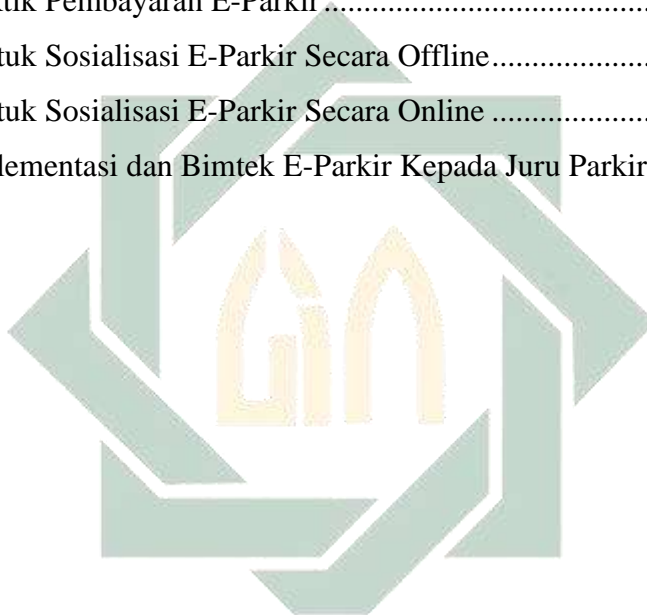 tik Pembayaran E-Parkir ........................................
tuk Sosialisasi E-Parkir Secara Offline....................
tuk Sosialisasi E-Parkir Secara Online ...................
lementasi dan Bimtek E-Parkir Kepada Juru Parkir